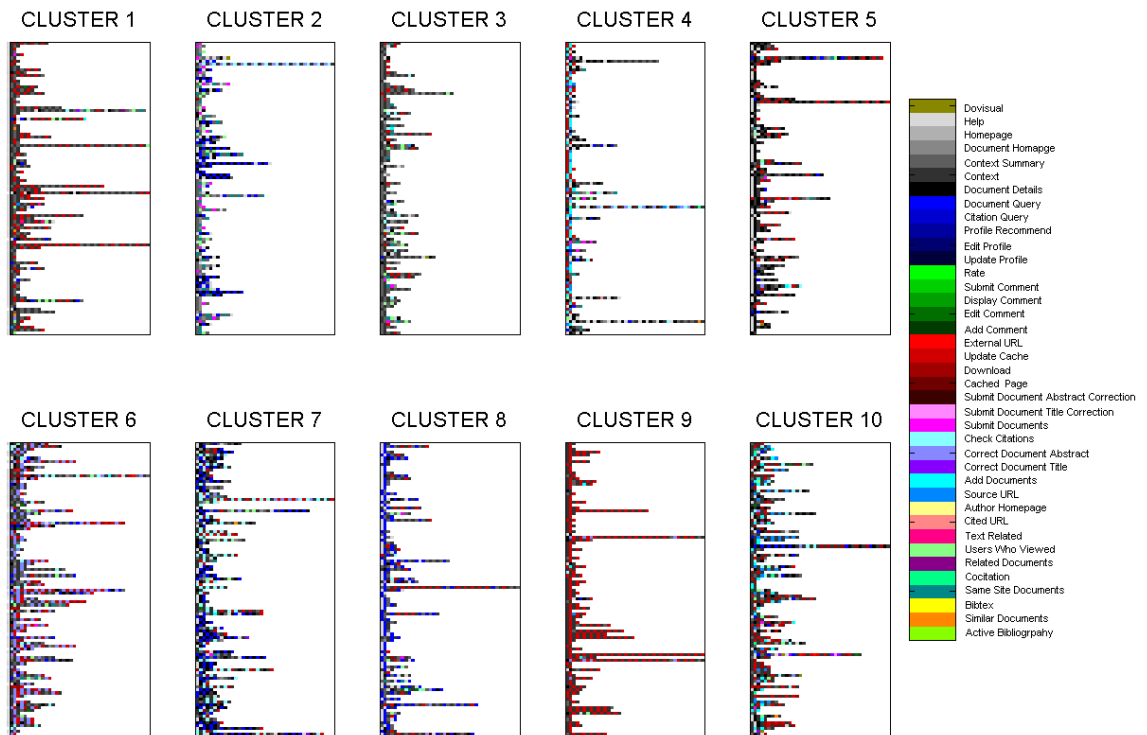 CLUSTER 1
CLUSTER 2
CLUSTER 3
CLUSTER 4
CLUSTER 5
Dovisual
Help
Homepage
Document Homapge
Context Summary
Context
Document Details
Document Query
Citation Query
Profile Recommend
Edit Profile
Update Profile
Rate
Submit Comment
Display Comment
Edit Comment
Add Comment
External URL
Update Cache
Download
Cached Page
Submit Document Abstract Correction
Submit Document Title Correction
Submit Documents
Check Citations
Correct Document Abstract
Correct Document Title
Add Documents
Source URL
Author Homepage
Cited URL
Text Related
Users Who Viewed
Related Documents
Cocitation
Same Site Documents
Bibtex
Similar Documents
Active Bibliogrpahy
CLUSTER 6
CLUSTER 7
CLUSTER 8
CLUSTER 9
CLUSTER 10